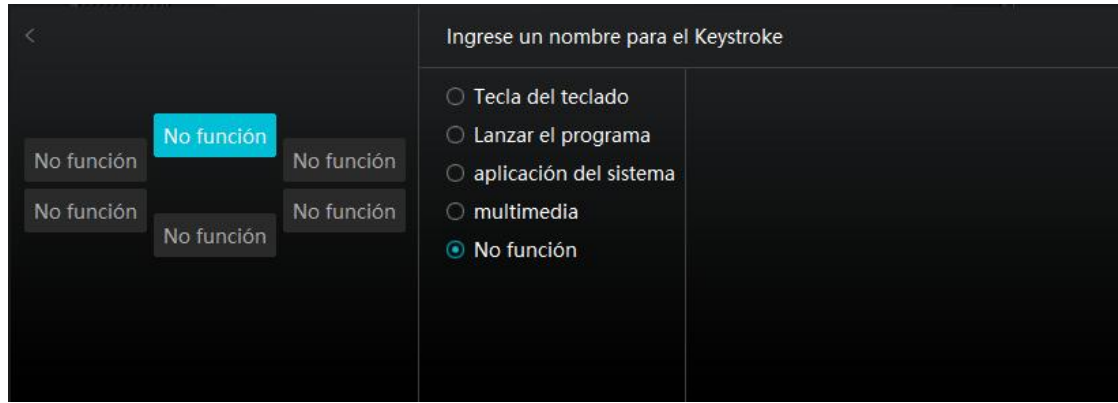 Ingrese un nombre para el Keystroke
No función
No función
No función
No función
No función
No función
Tecla del teclado
Lanzar el programa
aplicación del sistema
multimedia
No función